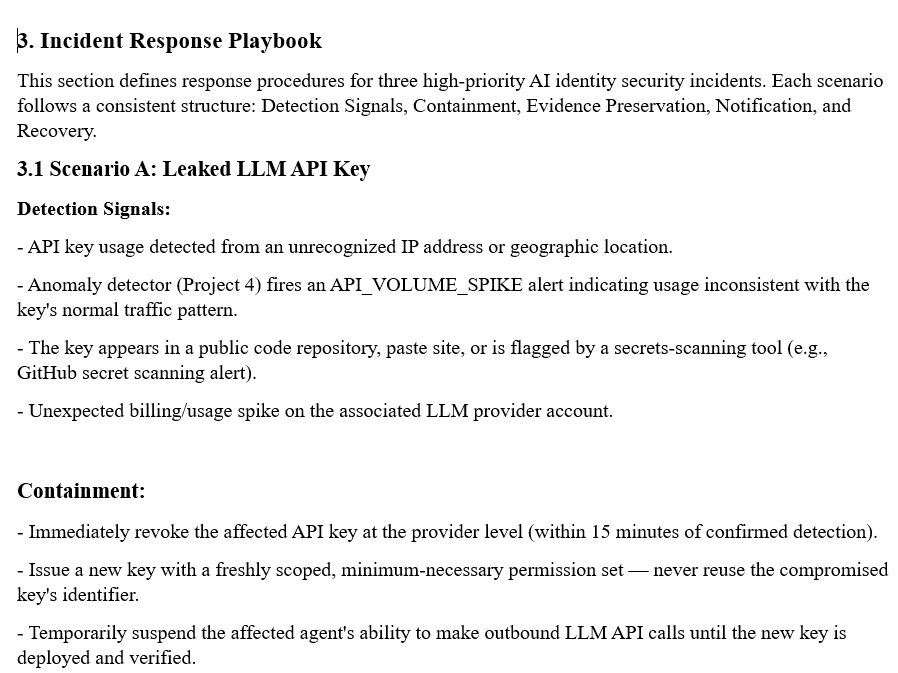 3. Incident Response Playbook
This section defines response procedures for three high-priority AI identity security incidents. Each scenario
follows a consistent structure: Detection Signals, Containment, Evidence Preservation, Notification, and
Recovery.
3.1 Scenario A: Leaked LLM API Key
Detection Signals:
- API key usage detected from an unrecognized IP address or geographic location.
- Anomaly detector (Project 4) fires an API_VOLUME_SPIKE alert indicating usage inconsistent with the
key's normal traffic pattern.
- The key appears in a public code repository, paste site, or is flagged by a secrets-scanning tool (e.g.,
GitHub secret scanning alert).
- Unexpected billing/usage spike on the associated LLM provider account.
Containment:
- Immediately revoke the affected API key at the provider level (within 15 minutes of confirmed detection).
- Issue a new key with a freshly scoped, minimum-necessary permission set — never reuse the compromised
key's identifier.
- Temporarily suspend the affected agent's ability to make outbound LLM API calls until the new key is
deployed and verified.